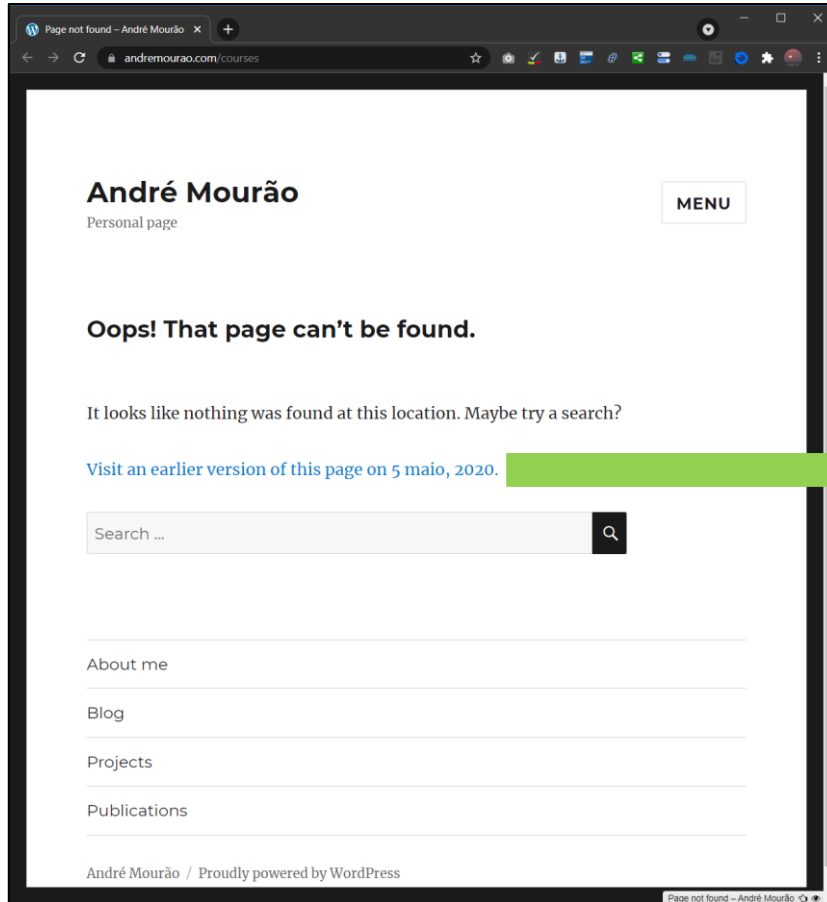 Page not found – André Mourão
andremourao.com/courses
André Mourão
MENU
Personal page
Oops! That page can’t be found.
It looks like nothing was found at this location. Maybe try a search?
Visit an earlier version of this page on 5 maio, 2020.
Search ...
About me
Blog
Projects
Publications
André Mourão / Proudly powered by WordPress
Page not found – André Mourão